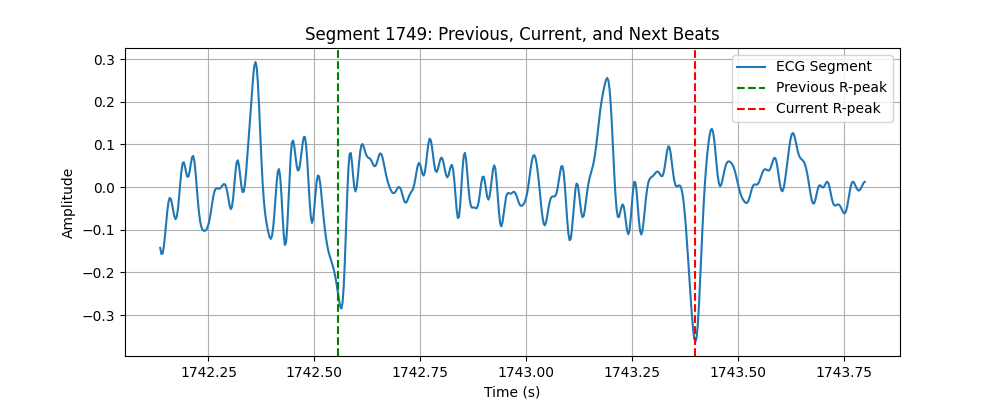 Segment 1749: Previous, Current, and Next Beats
ECG Segment
Previous R-peak
Current R-peak
Amplitude
0.3
0.2
0.1
0.0
−0.1
−0.2
−0.3
1742.25 1742.50 1742.75 1743.00 1743.25 1743.50 1743.75
Time (s)